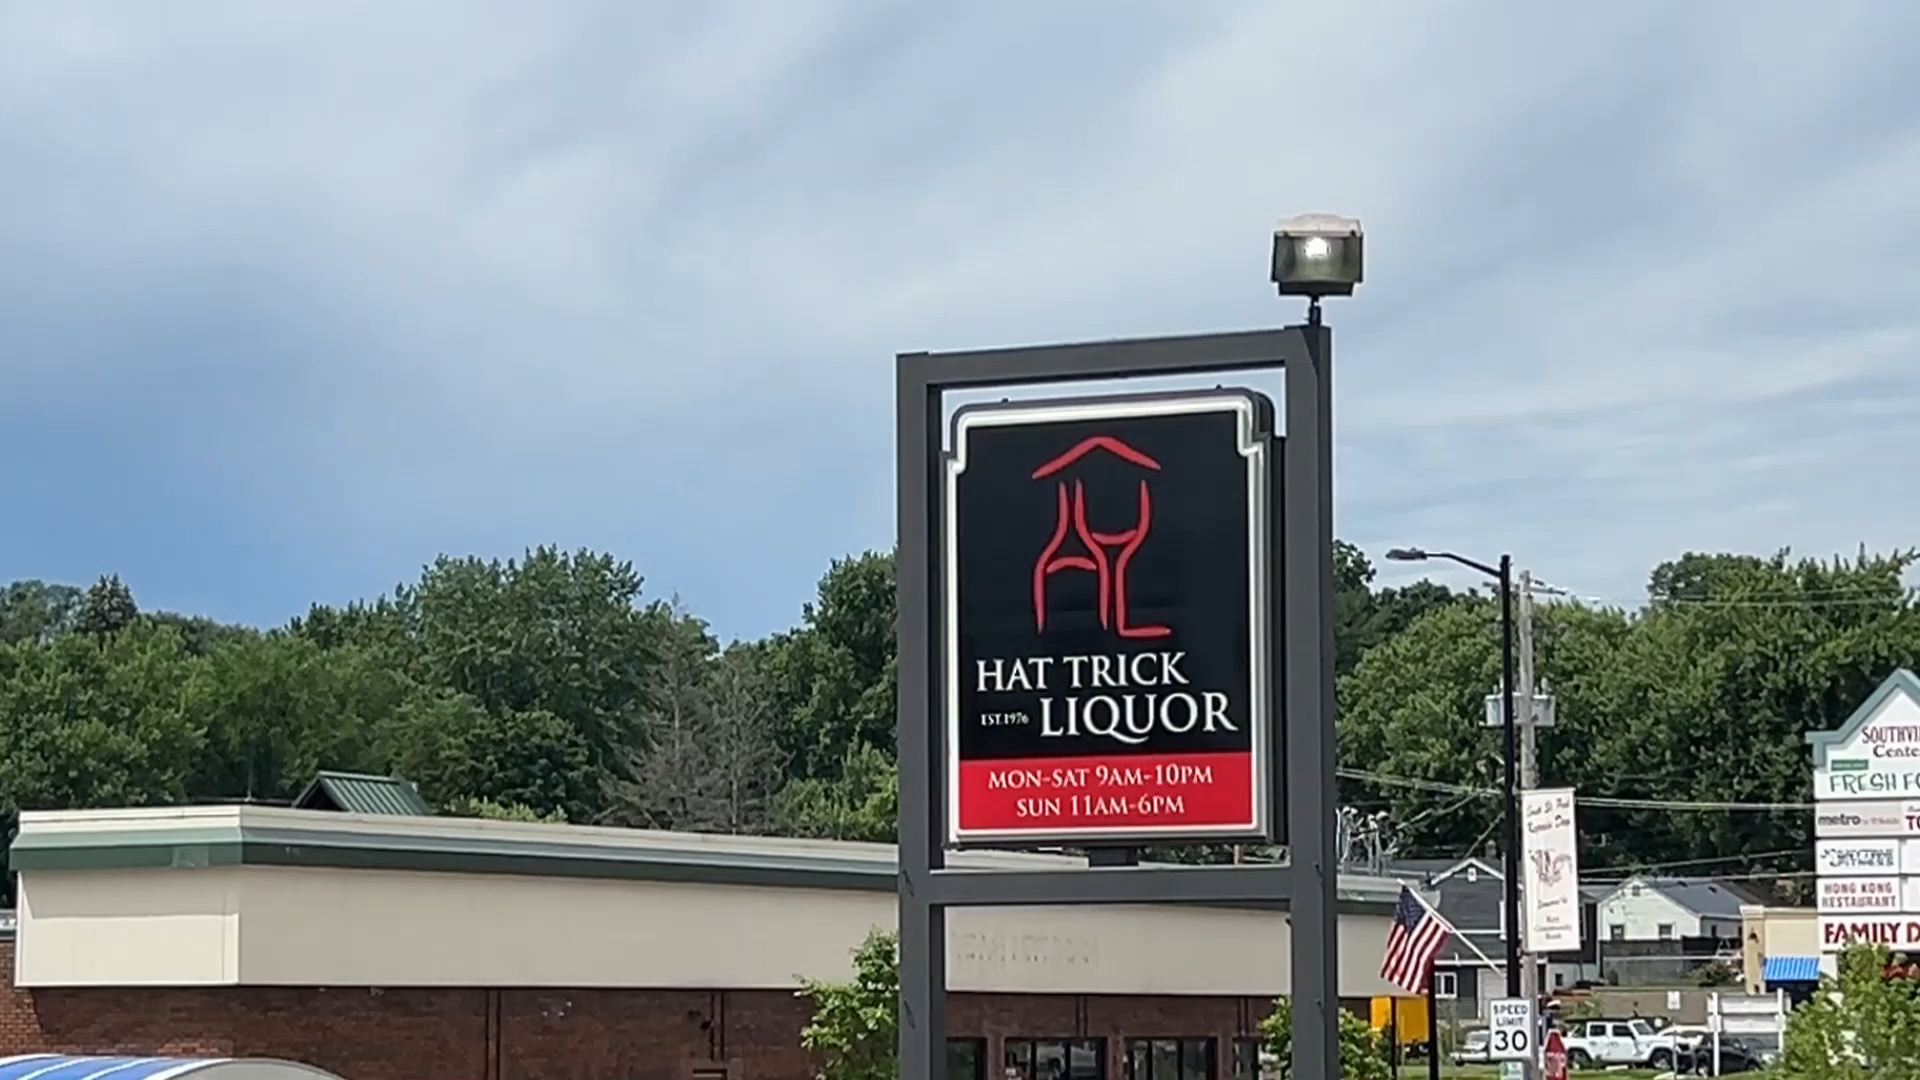 HAT TRICK
EST.1976 LIQUOR
MON-SAT 9AM-10PM
SUN 11AM-6PM
SPEED
LIMIT
30
FRESH
metro
HONG KONG
RESTAURANT
FAMILY